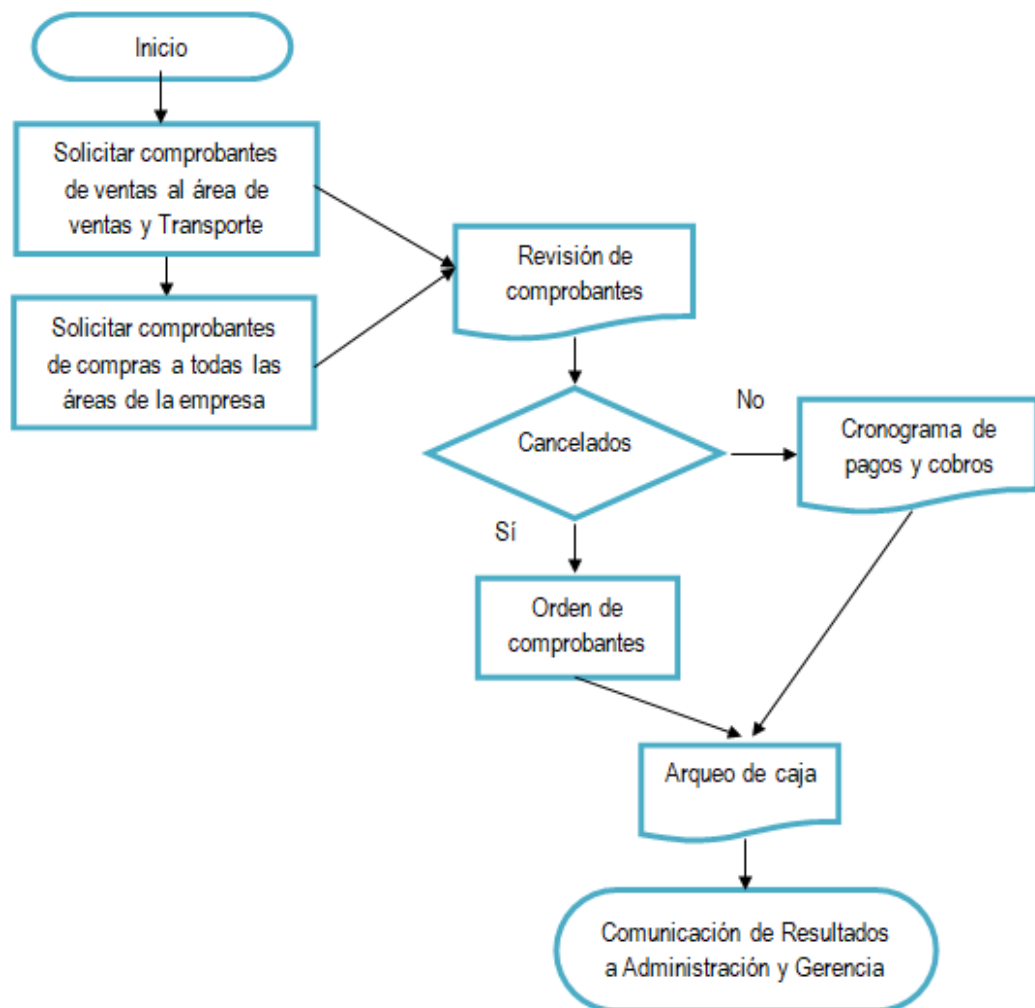 Inicio
Solicitar comprobantes
de ventas al área de
ventas y Transporte
Solicitar comprobantes
de compras a todas las
áreas de la empresa
Revisión de
comprobantes
Cancelados
No
Cronograma de
pagos y cobros
Sí
Orden de
comprobantes
Arqueo de caja
Comunicación de Resultados
a Administración y Gerencia